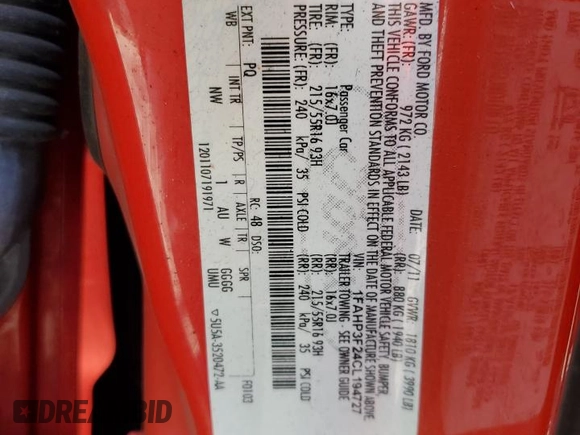 MFD. BY FORD MOTOR CO.
DATE: 07/11 GVWR: 1810 KG ( 3990 LB)
GAWR: (FR): 972 KG ( 2143 LB) (RR): 880 KG ( 1940 LB)
THIS VEHICLE CONFORMS TO ALL APPLICABLE FEDERAL MOTOR VEHICLE SAFETY, BUMPER
AND THEFT PREVENTION STANDARDS IN EFFECT ON THE DATE OF MANUFACTURE SHOWN ABOVE.
VIN: 1FAHP3F24CL194727
TYPE: Passenger Car TRAILER TOWING - SEE OWNER GUIDE
RIM: (FR): 16x7.0J (RR): 16x7.0J
TIRE: (FR): 215/55R16 93H (RR): 215/55R16 93H
PRESSURE: (FR): 240 kPa/ 35 PSI COLD (RR): 240 kPa/ 35 PSI COLD
RC: 48 DSO: F0103
EXT PNT: PQ
WB INT TR TP/PS R AXLE TR SPR
NW 1 AU W GGGG
UMU
1201107191971 ▽5U5A-3520472-AA
DREAMBID